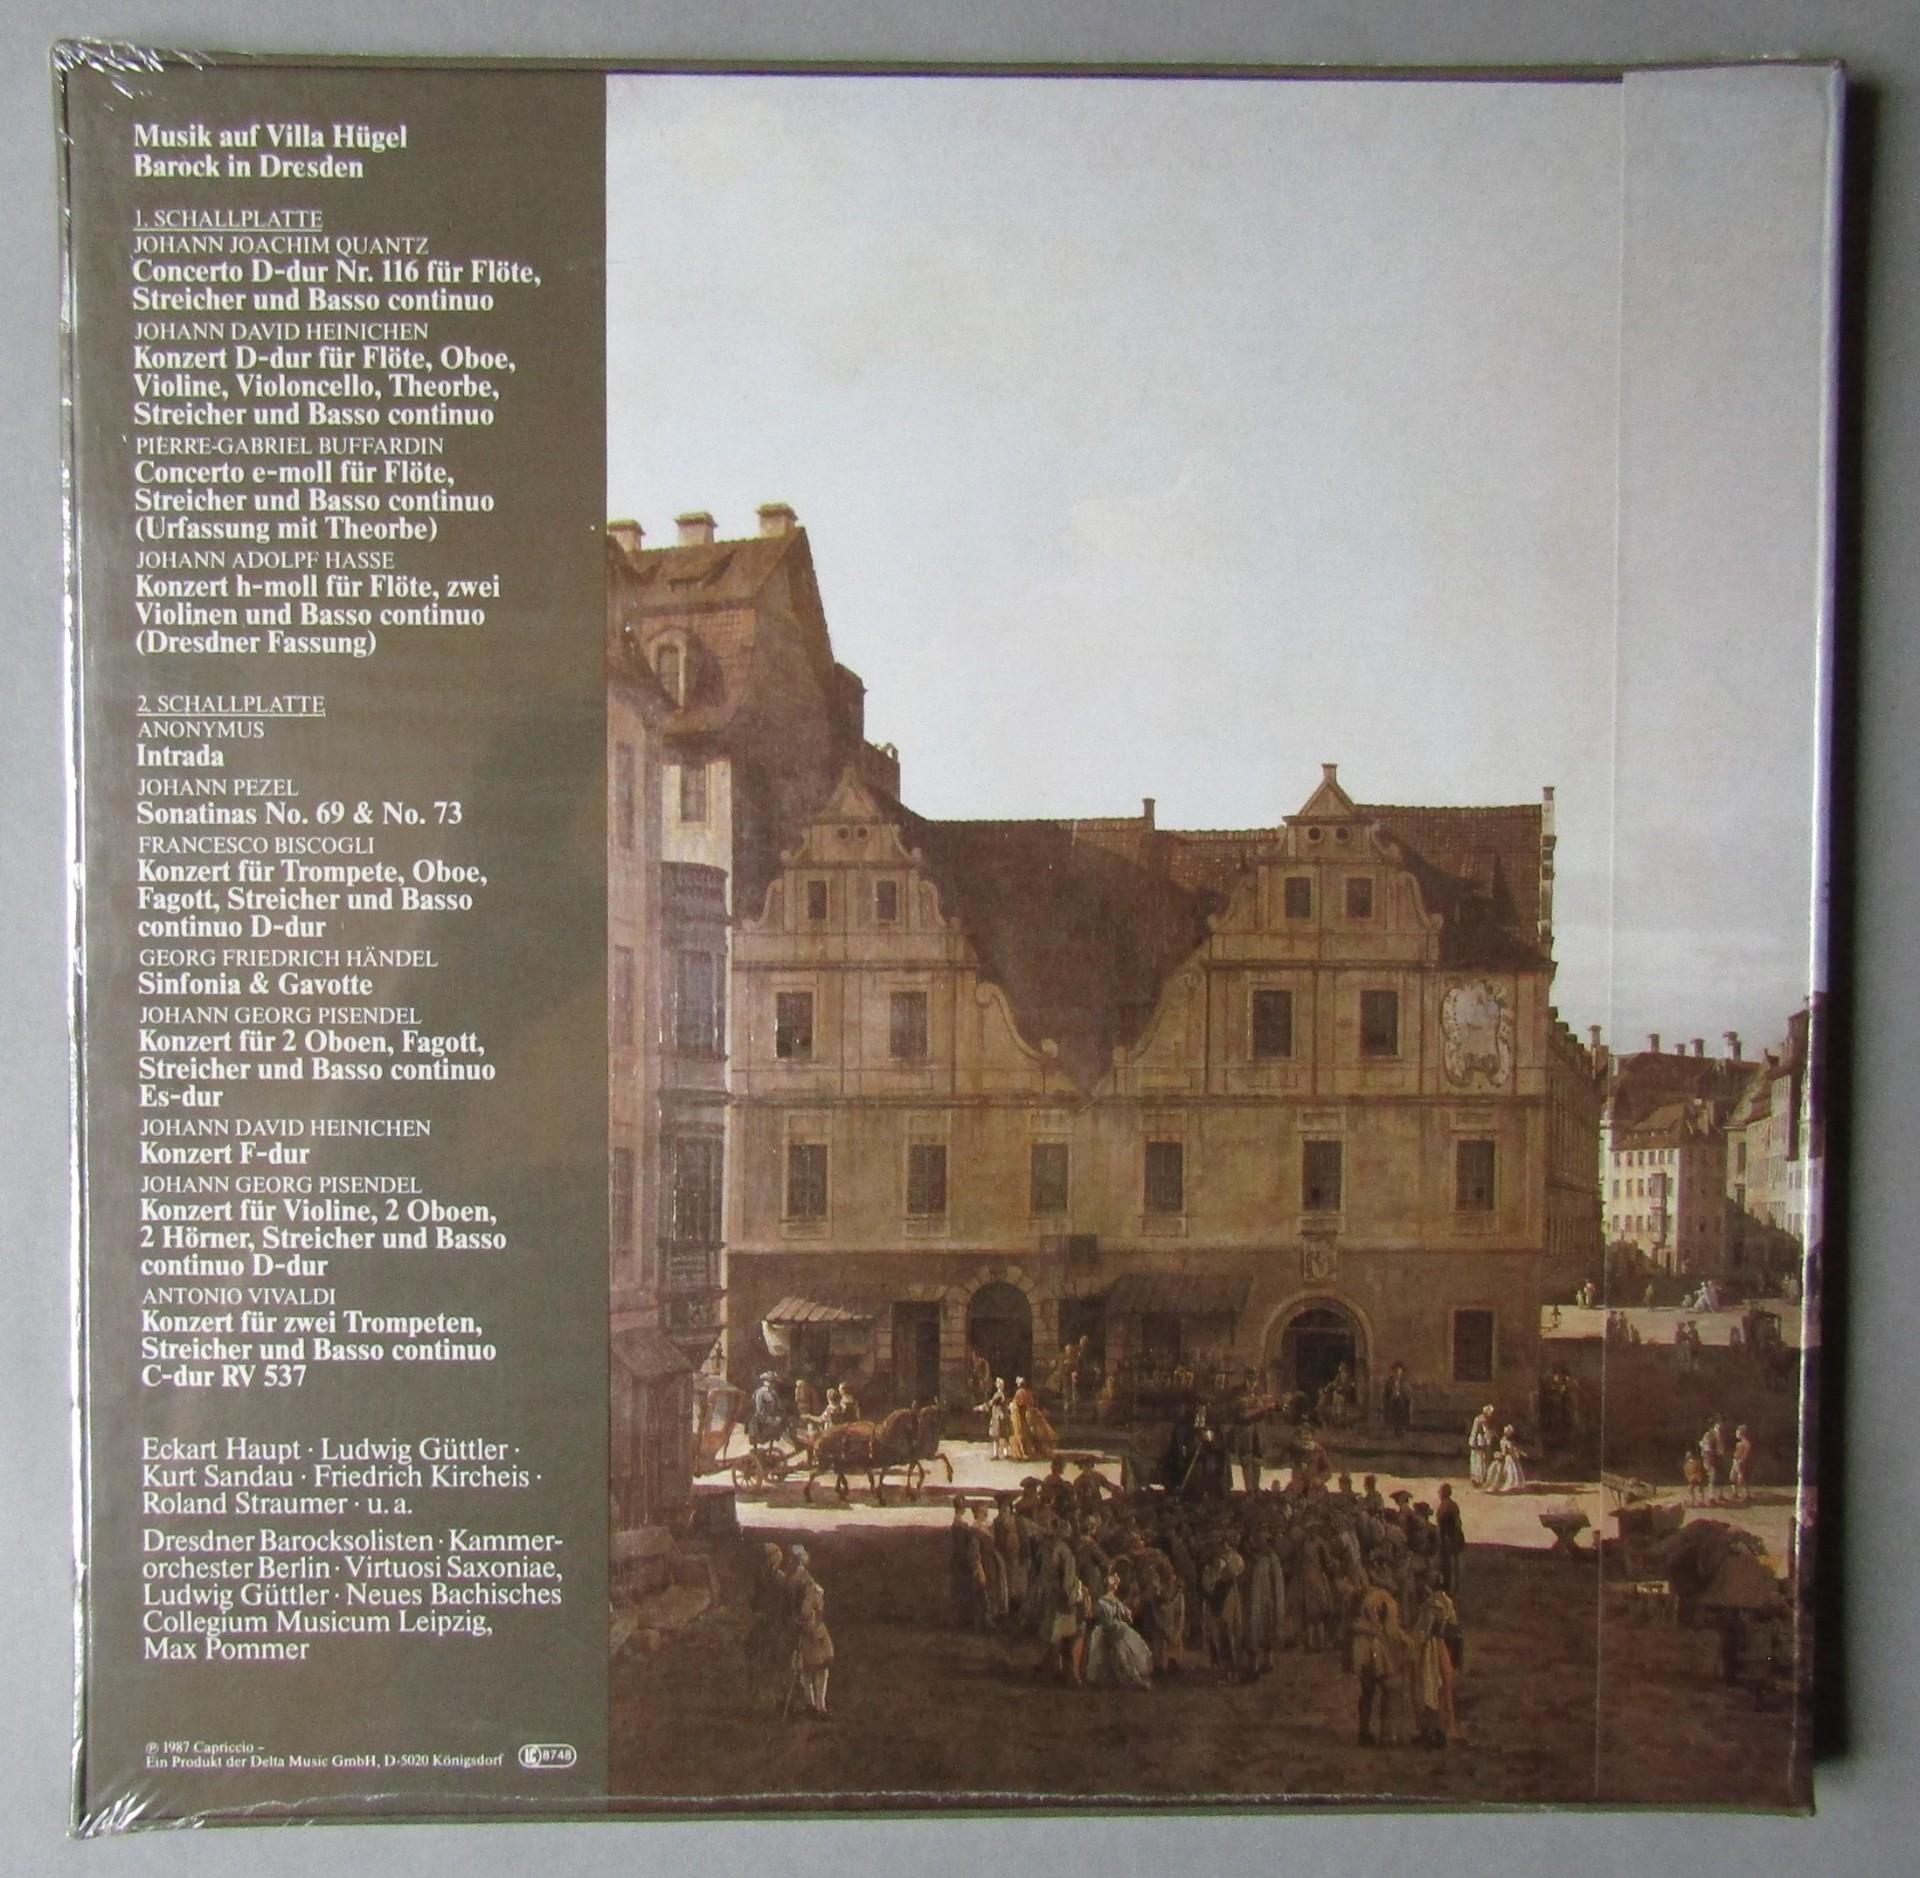 Musik auf Villa Hügel
Barock in Dresden
1. SCHALLPLATTE
JOHANN JOACHIM QUANTZ
Concerto D-dur Nr. 116 für Flöte,
Streicher und Basso continuo
JOHANN DAVID HEINICHEN
Konzert D-dur für Flöte, Oboe,
Violine, Violoncello, Theorbe,
Streicher und Basso continuo
PIERRE-GABRIEL BUFFARDIN
Concerto e-moll für Flöte,
Streicher und Basso continuo
(Urfassung mit Theorbe)
JOHANN ADOLPF HASSE
Konzert h-moll für Flöte, zwei
Violinen und Basso continuo
(Dresdner Fassung)
2. SCHALLPLATTE
ANONYMUS
Intrada
JOHANN PEZEL
Sonatinas No. 69 & No. 73
FRANCESCO BISCOGLI
Konzert für Trompete, Oboe,
Fagott, Streicher und Basso
continuo D-dur
GEORG FRIEDRICH HÄNDEL
Sinfonia & Gavotte
JOHANN GEORG PISENDEL
Konzert für 2 Oboen, Fagott,
Streicher und Basso continuo
Es-dur
JOHANN DAVID HEINICHEN
Konzert F-dur
JOHANN GEORG PISENDEL
Konzert für Violine, 2 Oboen,
2 Hörner, Streicher und Basso
continuo D-dur
ANTONIO VIVALDI
Konzert für zwei Trompeten,
Streicher und Basso continuo
C-dur RV 537
Eckart Haupt · Ludwig Güttler ·
Kurt Sandau · Friedrich Kircheis ·
Roland Straumer · u. a.
Dresdner Barocksolisten · Kammer-
orchester Berlin · Virtuosi Saxoniae,
Ludwig Güttler · Neues Bachisches
Collegium Musicum Leipzig,
Max Pommer
℗ 1987 Capriccio –
Ein Produkt der Delta Music GmbH, D-5020 Königsdorf
LC 8748